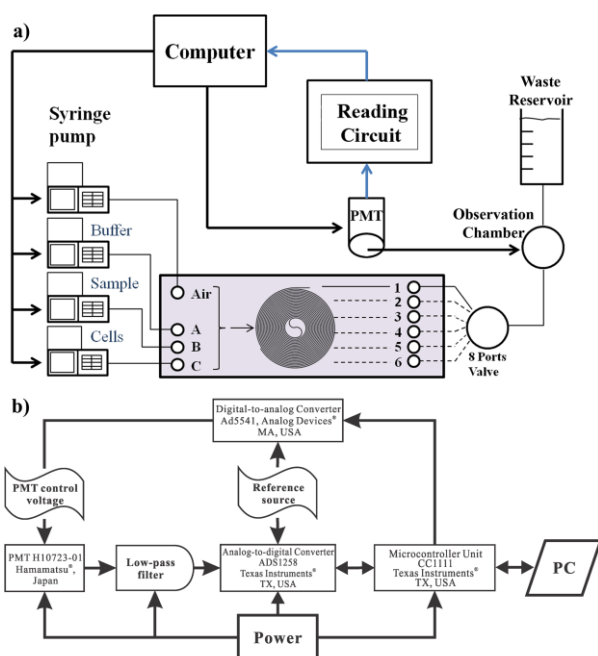 a)
Computer
Waste
Reservoir
Syringe
pump
Reading
Circuit
PMT
Observation
Chamber
Buffer
Sample
Cells
Air
A
B
C
1
2
3
4
5
6
8 Ports
Valve
b)
Digital-to-analog Converter
Ad5541, Analog Devices®
MA, USA
PMT control
voltage
Reference
source
PMT H10723-01
Hamamatsu®,
Japan
Low-pass
filter
Analog-to-digital Converter
ADS1258
Texas Instruments®
TX, USA
Microcontroller Unit
CC1111
Texas Instruments®
TX, USA
PC
Power